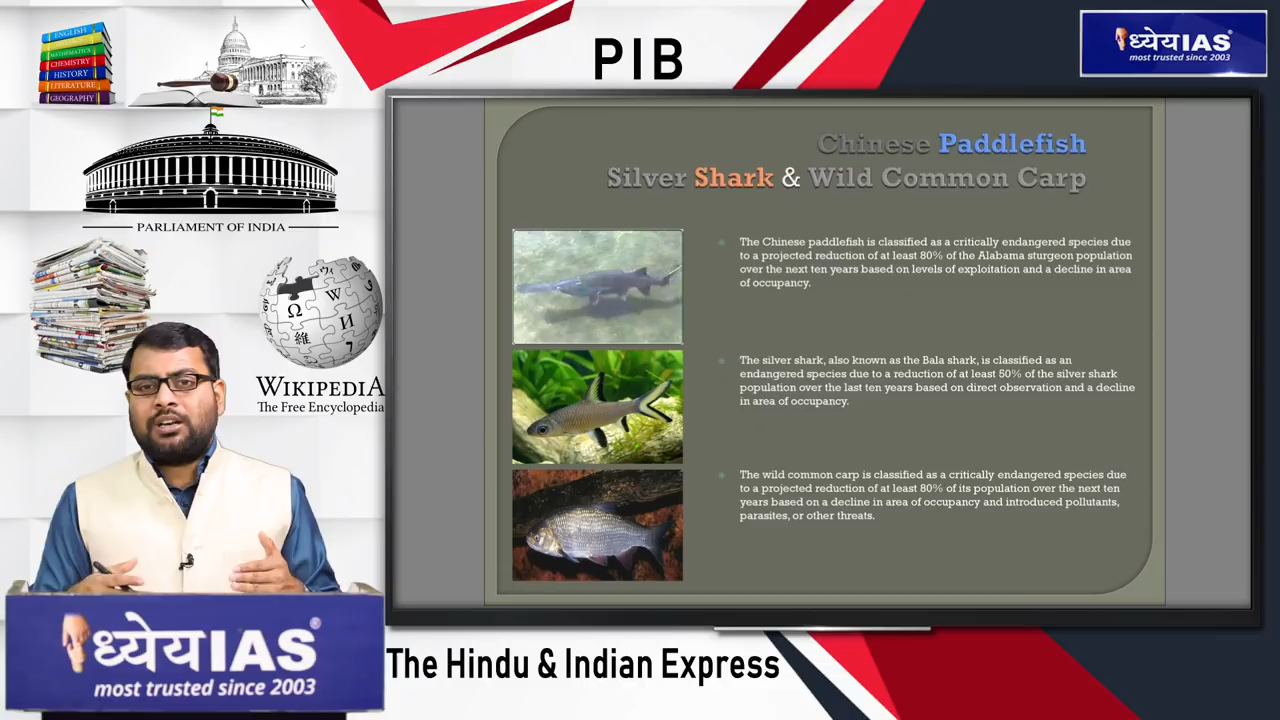 PIB
ध्येयIAS
most trusted since 2003
ENGLISH
MATHEMATICS
CHEMISTRY
HISTORY
LITERATURE
GEOGRAPHY
PARLIAMENT OF INDIA
Ω
W
И
維
WIKIPEDIA
The Free Encyclopedia
Chinese Paddlefish
Silver Shark & Wild Common Carp
The Chinese paddlefish is classified as a critically endangered species due
to a projected reduction of at least 80% of the Alabama sturgeon population
over the next ten years based on levels of exploitation and a decline in area
of occupancy.
The silver shark, also known as the Bala shark, is classified as an
endangered species due to a reduction of at least 50% of the silver shark
population over the last ten years based on direct observation and a decline
in area of occupancy.
The wild common carp is classified as a critically endangered species due
to a projected reduction of at least 80% of its population over the next ten
years based on a decline in area of occupancy and introduced pollutants,
parasites, or other threats.
ध्येयIAS®
most trusted since 2003
The Hindu & Indian Express